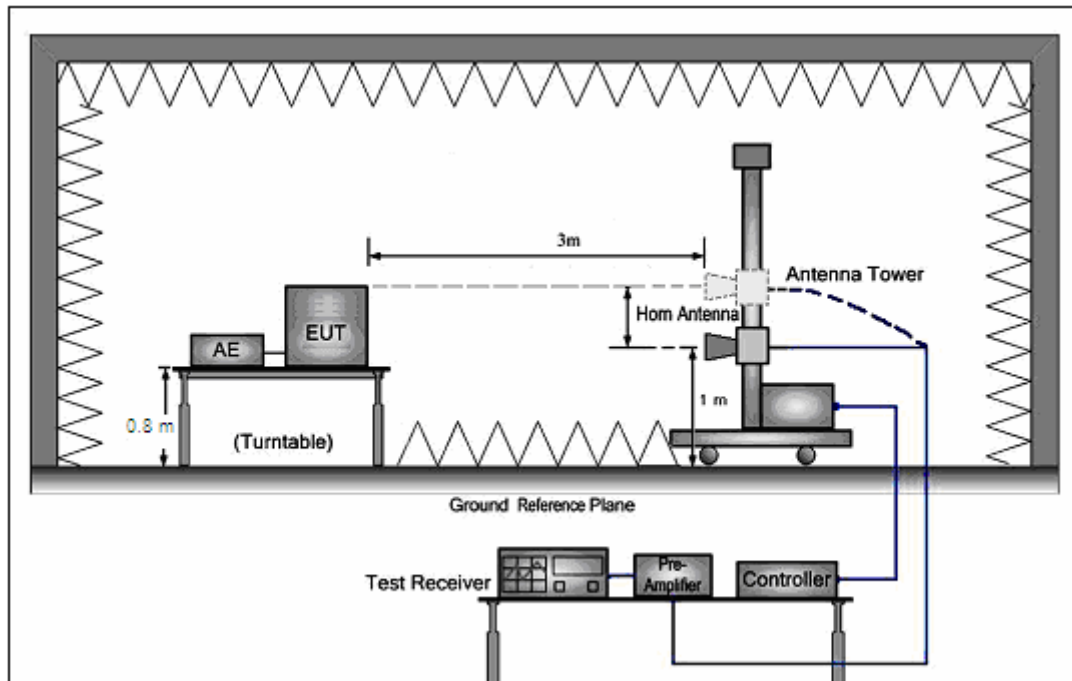 3m
Antenna Tower
Horn Antenna
EUT
AE
1 m
0.8 m
(Turntable)
Ground Reference Plane
Test Receiver
Pre-
Amplifier
Controller